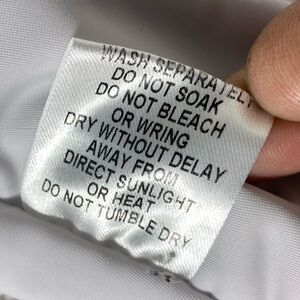 WASH SEPARATELY
DO NOT SOAK
DO NOT BLEACH
OR WRING
DRY WITHOUT DELAY
AWAY FROM
DIRECT SUNLIGHT
OR HEAT
DO NOT TUMBLE DRY